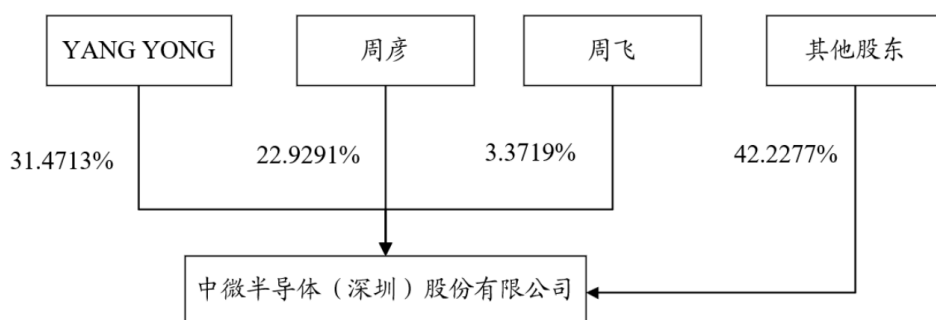 YANG YONG
周彦
周飞
其他股东
31.4713%
22.9291%
3.3719%
42.2277%
中微半导体（深圳）股份有限公司